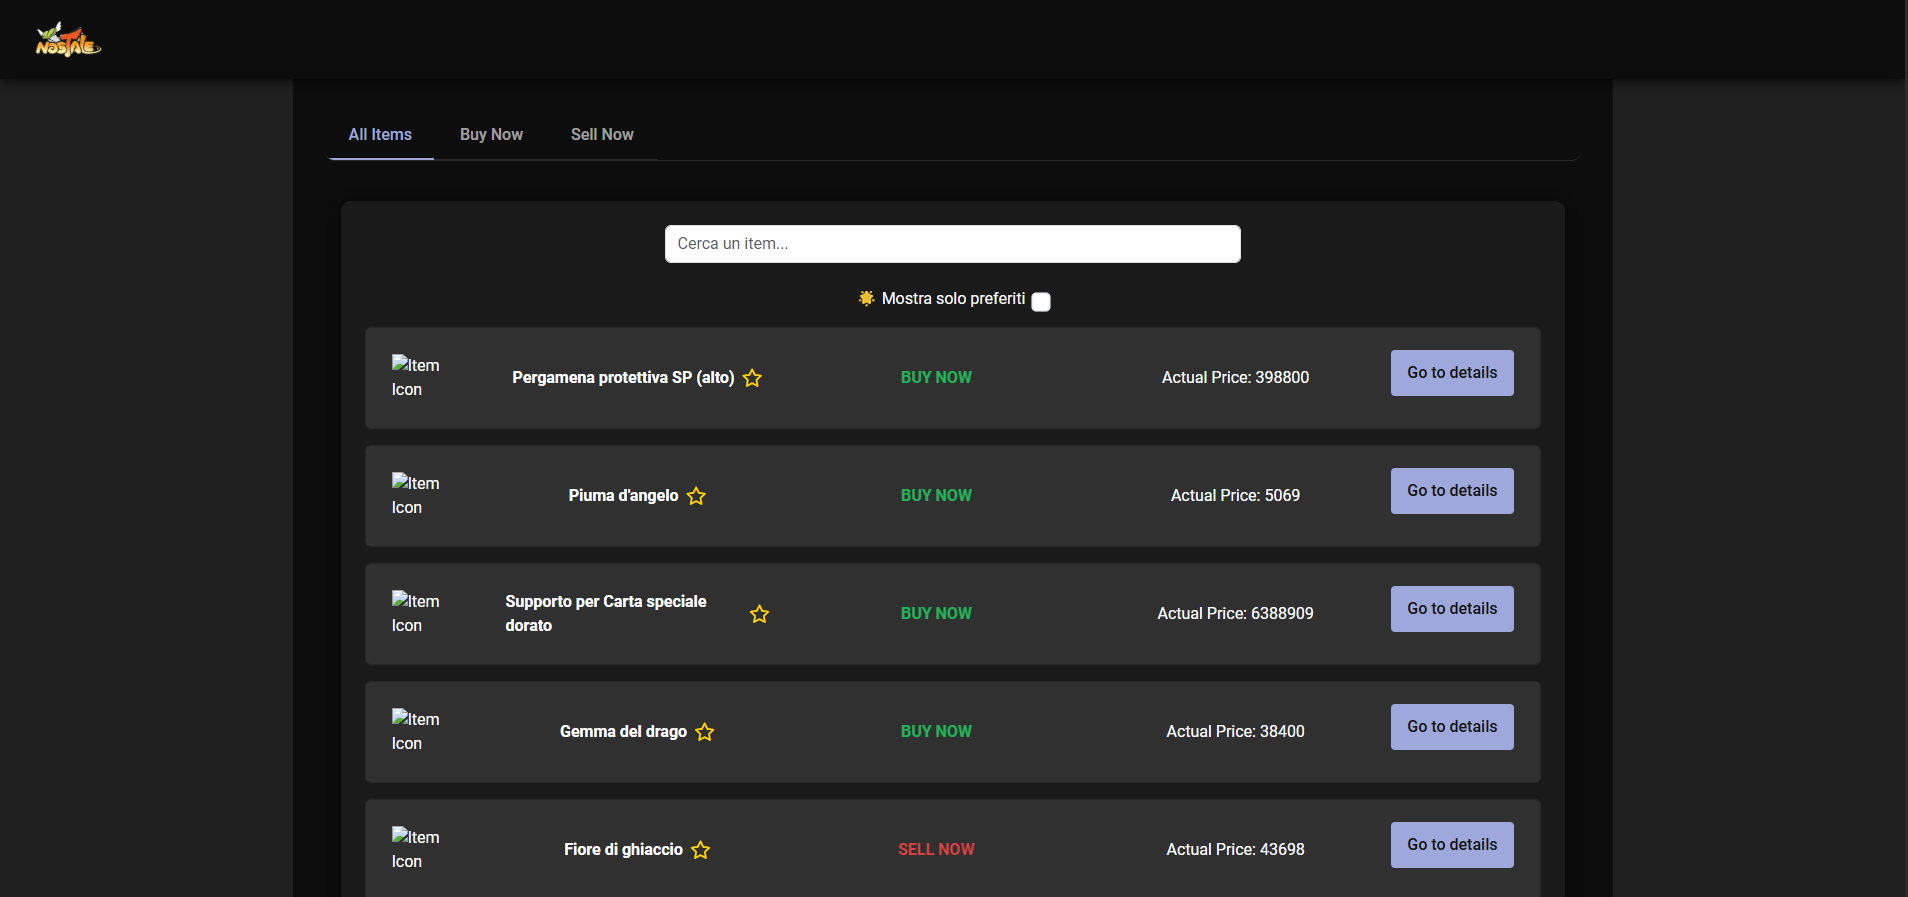 NosTale
All Items
Buy Now
Sell Now
Cerca un item...
Mostra solo preferiti
Item
Icon
Pergamena protettiva SP (alto)
BUY NOW
Actual Price: 398800
Go to details
Item
Icon
Piuma d'angelo
BUY NOW
Actual Price: 5069
Go to details
Item
Icon
Supporto per Carta speciale
dorato
BUY NOW
Actual Price: 6388909
Go to details
Item
Icon
Gemma del drago
BUY NOW
Actual Price: 38400
Go to details
Item
Icon
Fiore di ghiaccio
SELL NOW
Actual Price: 43698
Go to details